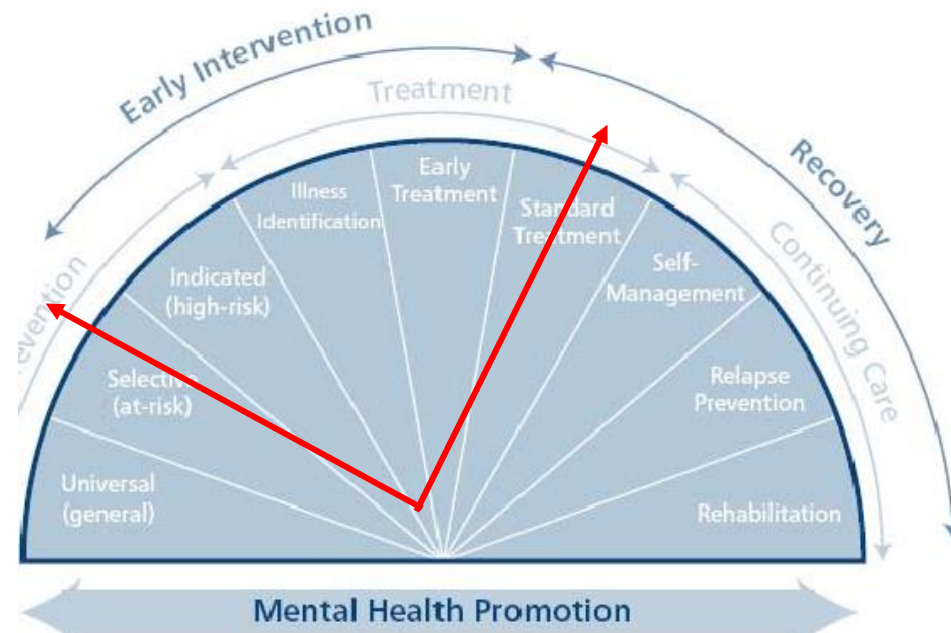 Early Intervention
Treatment
Recovery
Continuing Care
Universal
(general)
Selective
(at-risk)
Indicated
(high-risk)
Illness
Identification
Early
Treatment
Standard
Treatment
Self-
Management
Relapse
Prevention
Rehabilitation
Mental Health Promotion